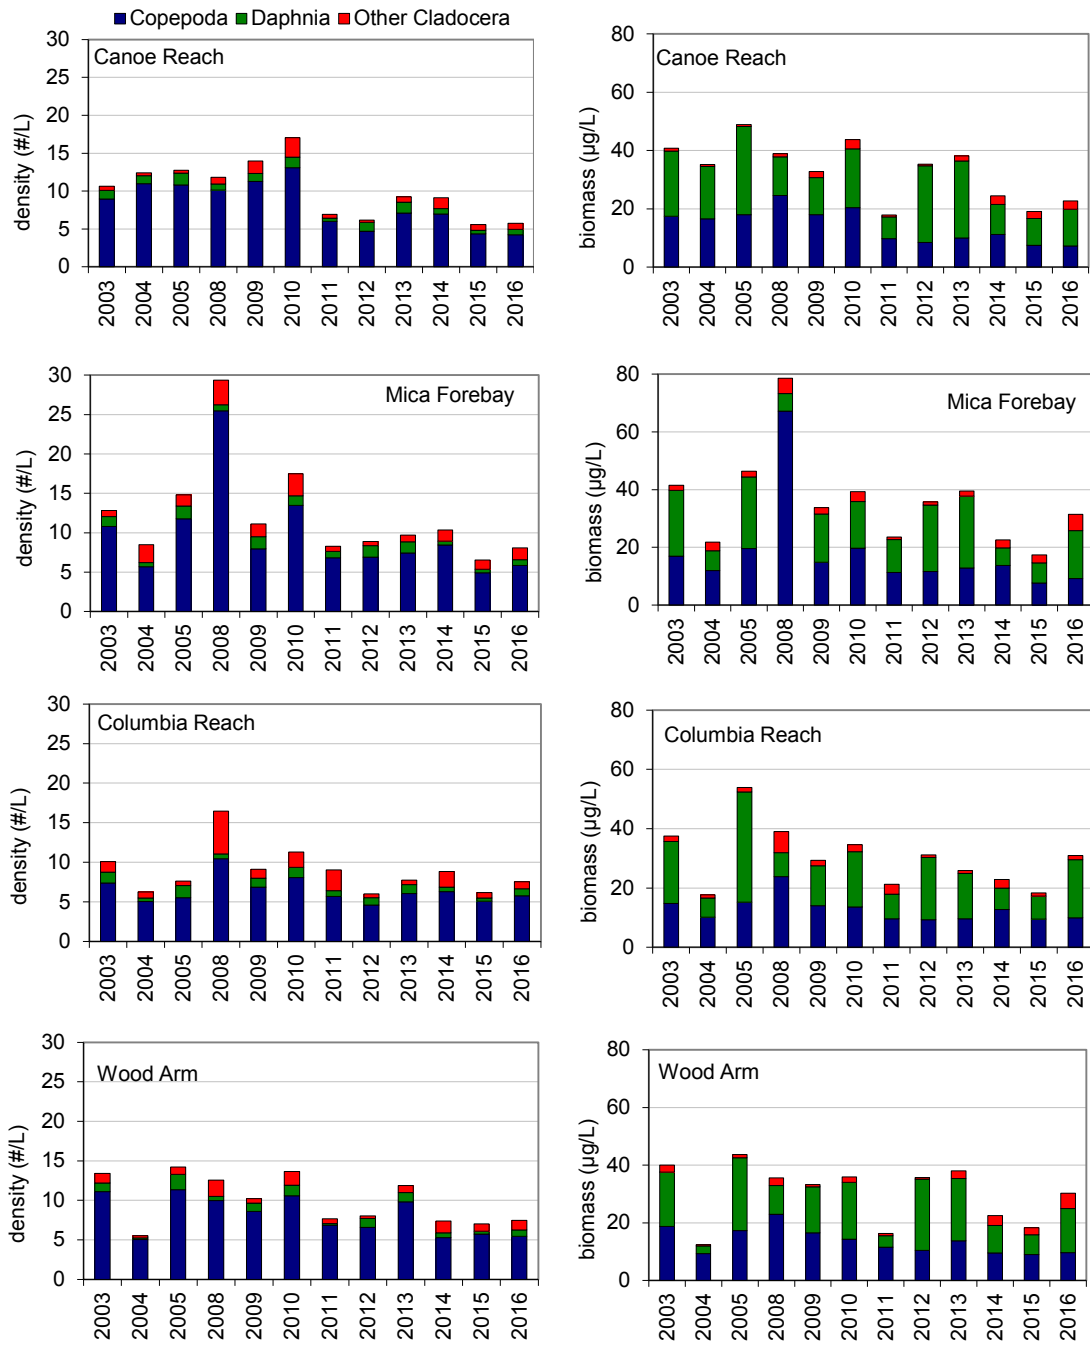 Copepoda Daphnia Other Cladocera
30
25
20
15
10
5
0
density (#/L)
Canoe Reach
2003 2004 2005 2008 2009 2010 2011 2012 2013 2014 2015 2016
80
60
40
20
0
biomass (µg/L)
Canoe Reach
2003 2004 2005 2008 2009 2010 2011 2012 2013 2014 2015 2016
30
25
20
15
10
5
0
density (#/L)
Mica Forebay
2003 2004 2005 2008 2009 2010 2011 2012 2013 2014 2015 2016
80
60
40
20
0
biomass (µg/L)
Mica Forebay
2003 2004 2005 2008 2009 2010 2011 2012 2013 2014 2015 2016
30
25
20
15
10
5
0
density (#/L)
Columbia Reach
2003 2004 2005 2008 2009 2010 2011 2012 2013 2014 2015 2016
80
60
40
20
0
biomass (µg/L)
Columbia Reach
2003 2004 2005 2008 2009 2010 2011 2012 2013 2014 2015 2016
30
25
20
15
10
5
0
density (#/L)
Wood Arm
2003 2004 2005 2008 2009 2010 2011 2012 2013 2014 2015 2016
80
60
40
20
0
biomass (µg/L)
Wood Arm
2003 2004 2005 2008 2009 2010 2011 2012 2013 2014 2015 2016